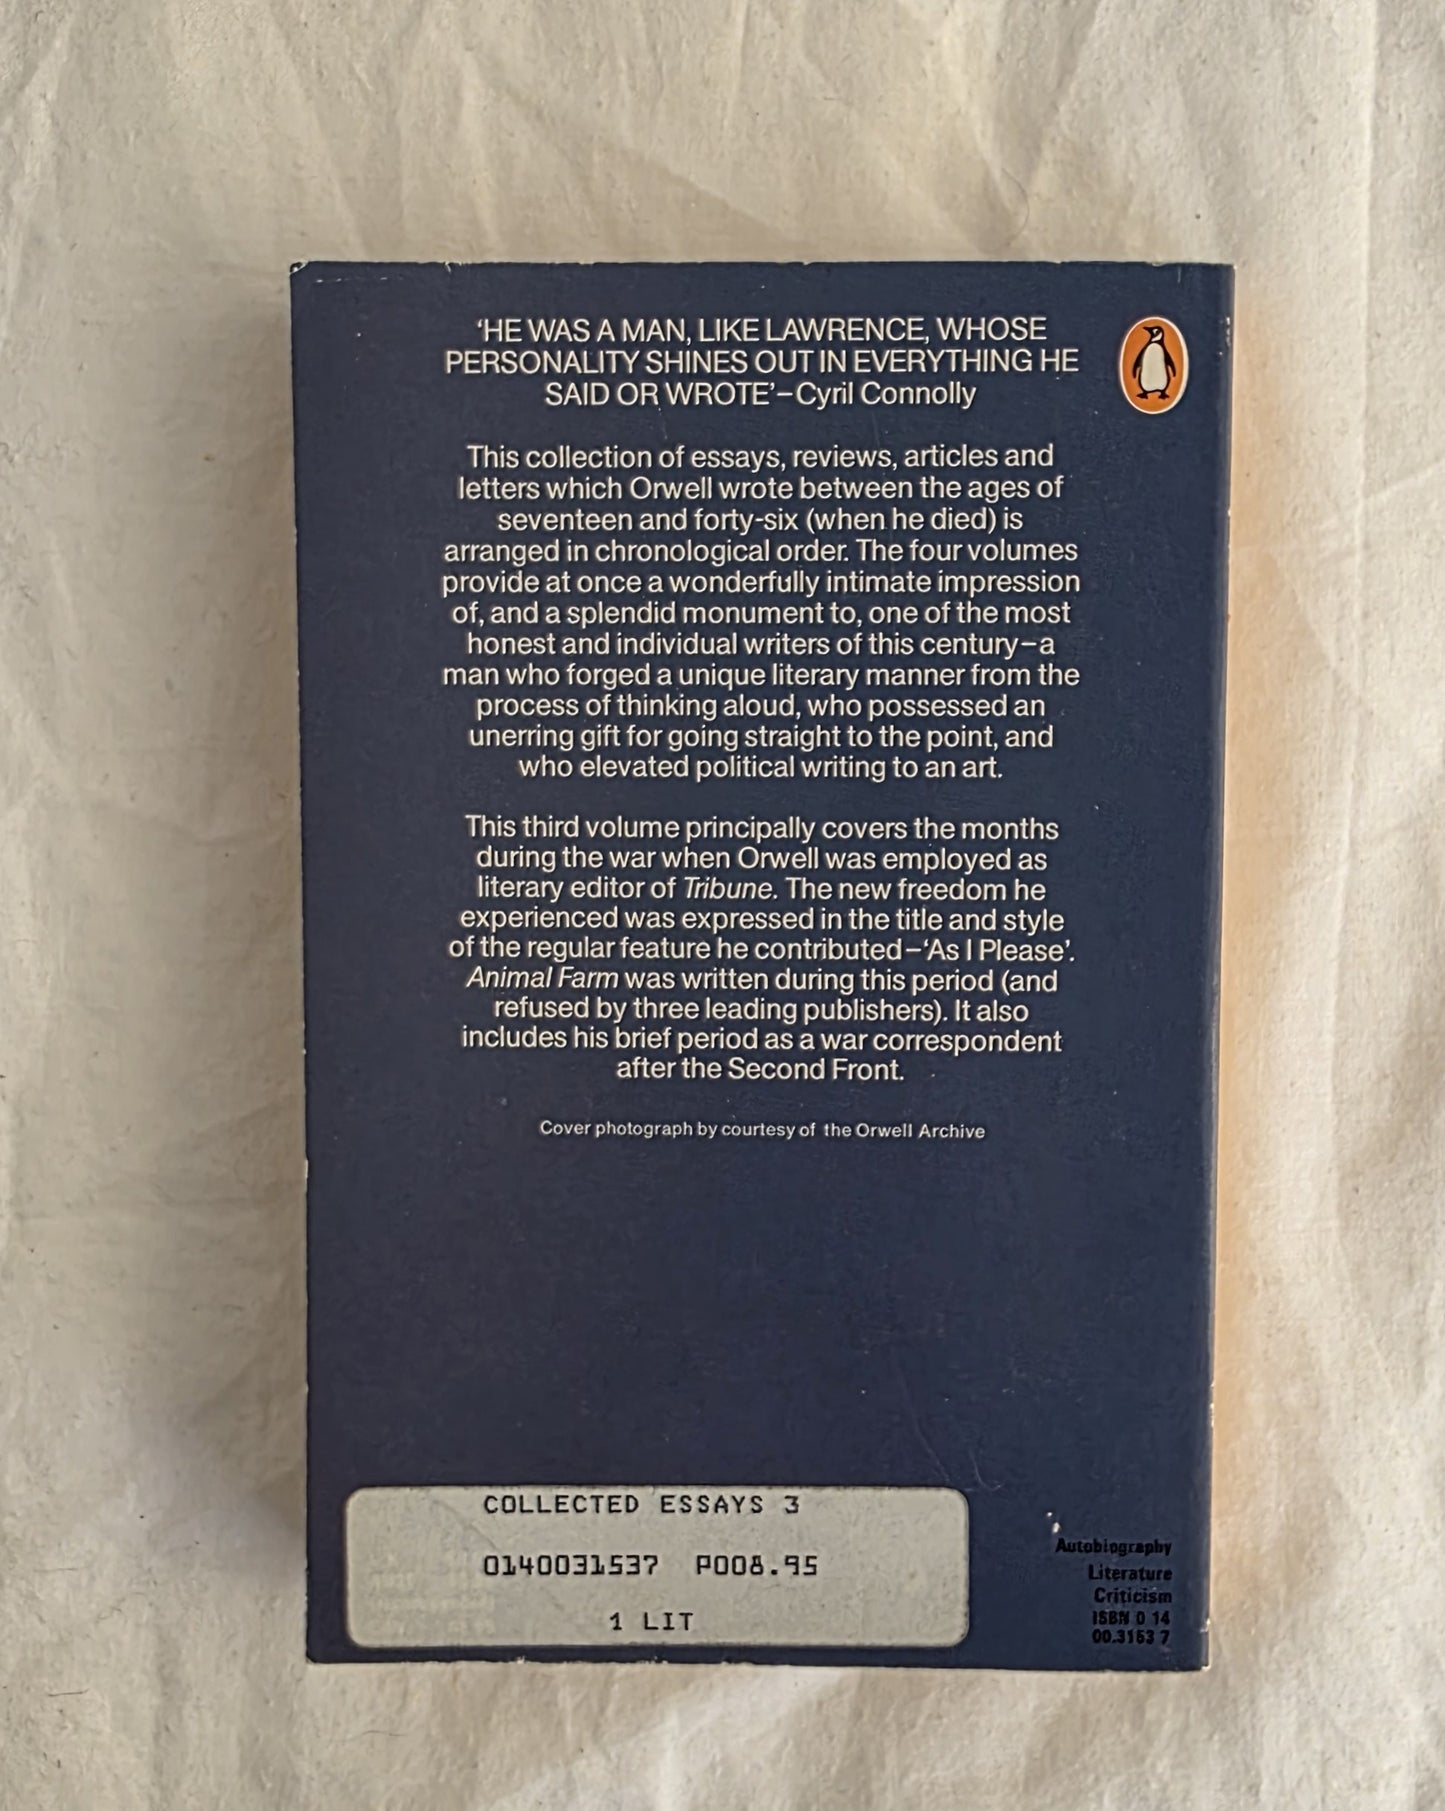 ‘HE WAS A MAN, LIKE LAWRENCE, WHOSE
PERSONALITY SHINES OUT IN EVERYTHING HE
SAID OR WROTE’–Cyril Connolly
This collection of essays, reviews, articles and
letters which Orwell wrote between the ages of
seventeen and forty-six (when he died) is
arranged in chronological order. The four volumes
provide at once a wonderfully intimate impression
of, and a splendid monument to, one of the most
honest and individual writers of this century–a
man who forged a unique literary manner from the
process of thinking aloud, who possessed an
unerring gift for going straight to the point, and
who elevated political writing to an art.
This third volume principally covers the months
during the war when Orwell was employed as
literary editor of Tribune. The new freedom he
experienced was expressed in the title and style
of the regular feature he contributed–‘As I Please’.
Animal Farm was written during this period (and
refused by three leading publishers). It also
includes his brief period as a war correspondent
after the Second Front.
Cover photograph by courtesy of the Orwell Archive
COLLECTED ESSAYS 3
0140031537 P008.95
1 LIT
Autobiography
Literature
Criticism
ISBN 0 14
00.3153 7